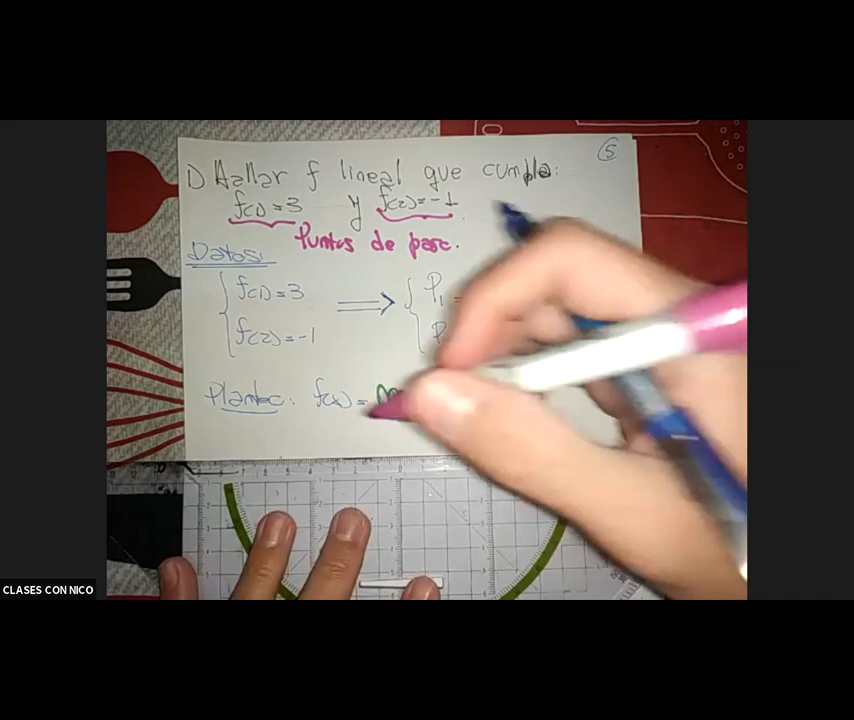 ⑤
1) Hallar f lineal que cumpla:
f(1)=3 y f(2)=-1
Puntos de pasc.
Datos:
f(1)=3 ⟹ P₁
f(2)=-1 P
Planteo: f(x)=
CLASES CON NICO